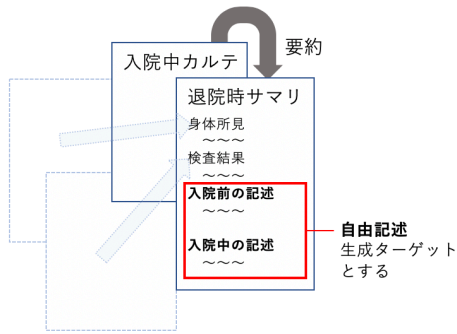 要約
入院中カルテ
退院時サマリ
身体所見
～～～
検査結果
～～～
入院前の記述
～～～
入院中の記述
～～～
自由記述
生成ターゲット
とする